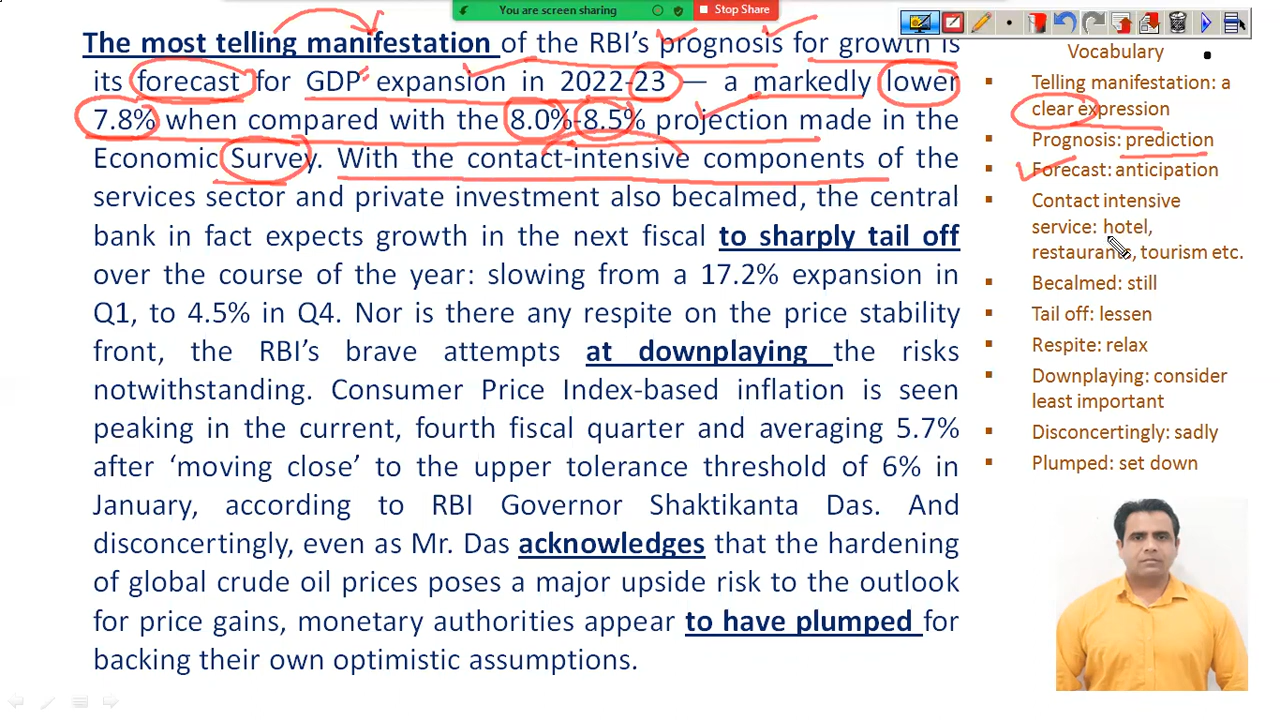 You are screen sharing
Stop Share
The most telling manifestation of the RBI's prognosis for growth is
its forecast for GDP expansion in 2022-23 — a markedly lower
7.8% when compared with the 8.0%-8.5% projection made in the
Economic Survey. With the contact-intensive components of the
services sector and private investment also becalmed, the central
bank in fact expects growth in the next fiscal to sharply tail off
over the course of the year: slowing from a 17.2% expansion in
Q1, to 4.5% in Q4. Nor is there any respite on the price stability
front, the RBI's brave attempts at downplaying the risks
notwithstanding. Consumer Price Index-based inflation is seen
peaking in the current, fourth fiscal quarter and averaging 5.7%
after 'moving close' to the upper tolerance threshold of 6% in
January, according to RBI Governor Shaktikanta Das. And
disconcertingly, even as Mr. Das acknowledges that the hardening
of global crude oil prices poses a major upside risk to the outlook
for price gains, monetary authorities appear to have plumped for
backing their own optimistic assumptions.
Vocabulary
▪ Telling manifestation: a
clear expression
▪ Prognosis: prediction
▪ Forecast: anticipation
▪ Contact intensive
service: hotel,
restaurants, tourism etc.
▪ Becalmed: still
▪ Tail off: lessen
▪ Respite: relax
▪ Downplaying: consider
least important
▪ Disconcertingly: sadly
▪ Plumped: set down